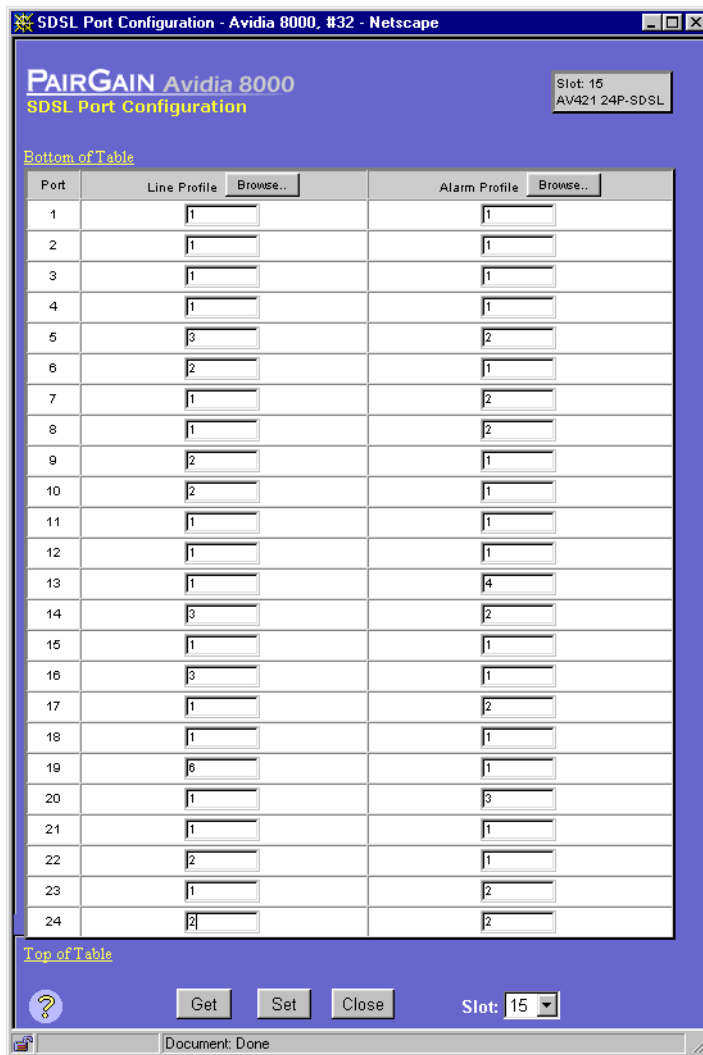 SDSL Port Configuration - Avidia 8000, #32 - Netscape
PAIRGAIN Avidia 8000
SDSL Port Configuration
Slot: 15
AV421 24P-SDSL
Bottom of Table
Port Line Profile Browse.. Alarm Profile Browse..
1 1 1
2 1 1
3 1 1
4 1 1
5 3 2
6 2 1
7 1 2
8 1 2
9 2 1
10 2 1
11 1 1
12 1 1
13 1 4
14 3 2
15 1 1
16 3 1
17 1 2
18 1 1
19 6 1
20 1 3
21 1 1
22 2 1
23 1 2
24 2 2
Top of Table
? Get Set Close Slot: 15
Document: Done